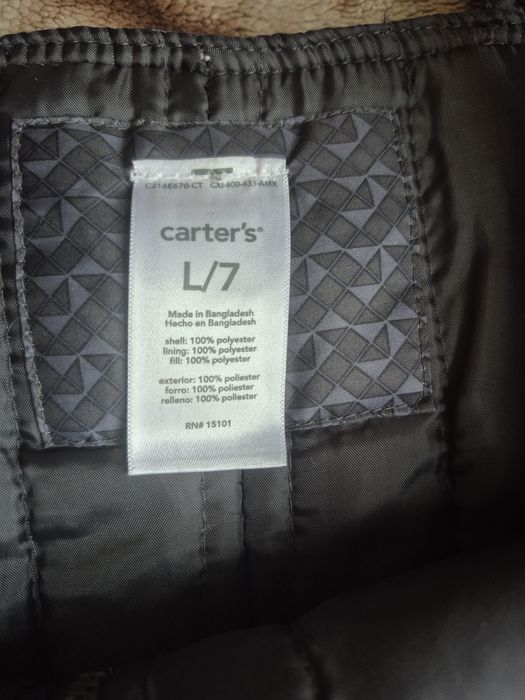 C216E670-CT CXI-600-431-AMX
carter's®
L/7
Made in Bangladesh
Hecho en Bangladesh
shell: 100% polyester
lining: 100% polyester
fill: 100% polyester
exterior: 100% poliester
forro: 100% poliester
relleno: 100% poliester
RN# 15101